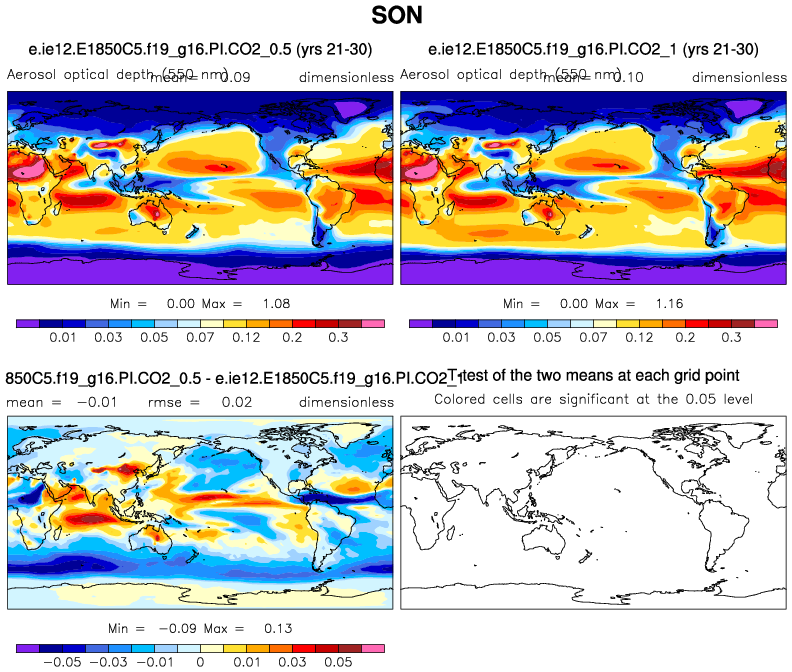 SON
e.ie12.E1850C5.f19_g16.PI.CO2_0.5 (yrs 21-30)
e.ie12.E1850C5.f19_g16.PI.CO2_1 (yrs 21-30)
Aerosol optical depth (550 nm) mean= 0.09 dimensionless
Aerosol optical depth (550 nm) mean= 0.10 dimensionless
Min = 0.00 Max = 1.08
Min = 0.00 Max = 1.16
0.01 0.03 0.05 0.07 0.12 0.2 0.3
0.01 0.03 0.05 0.07 0.12 0.2 0.3
850C5.f19_g16.PI.CO2_0.5 - e.ie12.E1850C5.f19_g16.PI.CO2_1
T-test of the two means at each grid point
mean = -0.01 rmse = 0.02 dimensionless
Colored cells are significant at the 0.05 level
Min = -0.09 Max = 0.13
-0.05 -0.03 -0.01 0 0.01 0.03 0.05